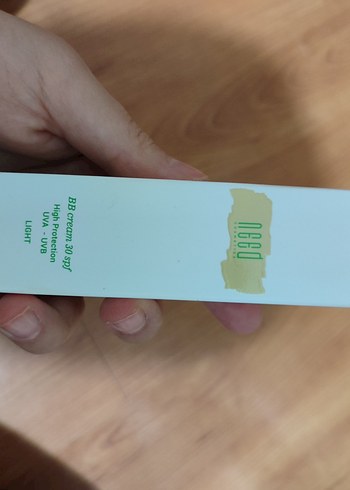 need
BB cream 30 spf
High Protection
UVA - UVB
LIGHT